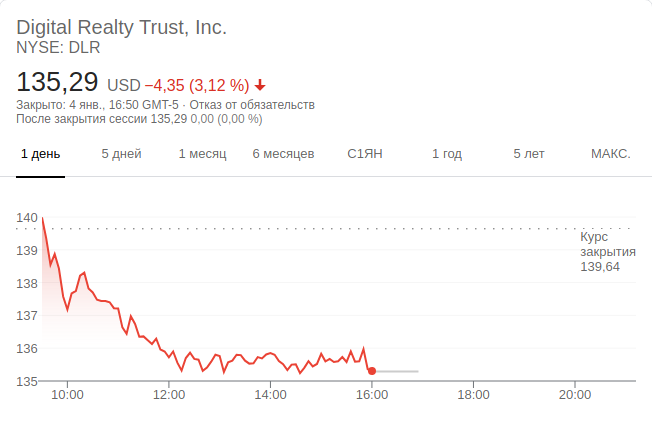 Digital Realty Trust, Inc.
NYSE: DLR
135,29 USD −4,35 (3,12 %)
Закрыто: 4 янв., 16:50 GMT-5 · Отказ от обязательств
После закрытия сессии 135,29 0,00 (0,00 %)
1 день 5 дней 1 месяц 6 месяцев С1ЯН 1 год 5 лет МАКС.
140
Курс
139
закрытия
139,64
138
137
136
135
10:00 12:00 14:00 16:00 18:00 20:00